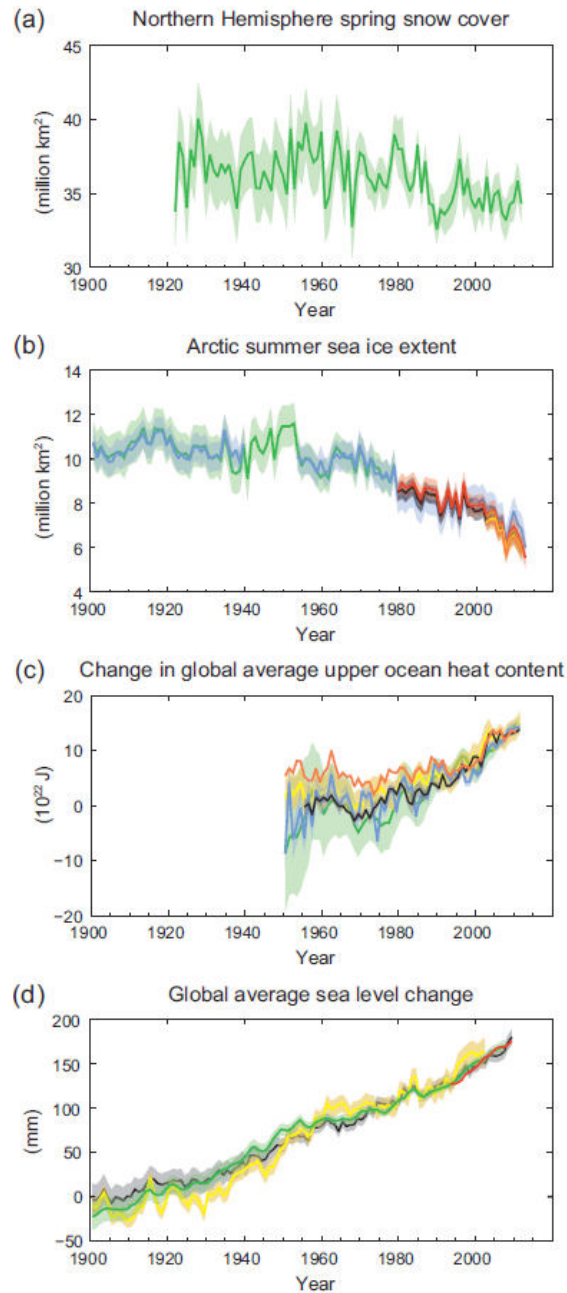 (a) Northern Hemisphere spring snow cover
45
40
35
30
(million km²)
1900 1920 1940 1960 1980 2000
Year
(b) Arctic summer sea ice extent
14
12
10
8
6
4
(million km²)
1900 1920 1940 1960 1980 2000
Year
(c) Change in global average upper ocean heat content
20
10
0
−10
−20
(10²² J)
1900 1920 1940 1960 1980 2000
Year
(d) Global average sea level change
200
150
100
50
0
−50
(mm)
1900 1920 1940 1960 1980 2000
Year